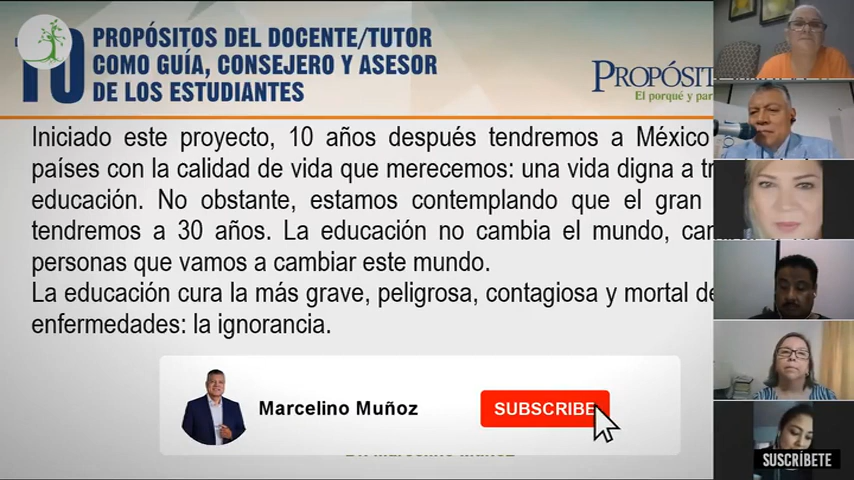 10
PROPÓSITOS DEL DOCENTE/TUTOR
COMO GUÍA, CONSEJERO Y ASESOR
DE LOS ESTUDIANTES
El porqué y
Iniciado este proyecto, 10 años después tendremos a México
países con la calidad de vida que merecemos: una vida digna a
educación. No obstante, estamos contemplando que el gran
tendremos a 30 años. La educación no cambia el mundo,
personas que vamos a cambiar este mundo.
La educación cura la más grave, peligrosa, contagiosa y mortal
enfermedades: la ignorancia.
Marcelino Muñoz
SUBSCRIBE
SUSCRÍBETE